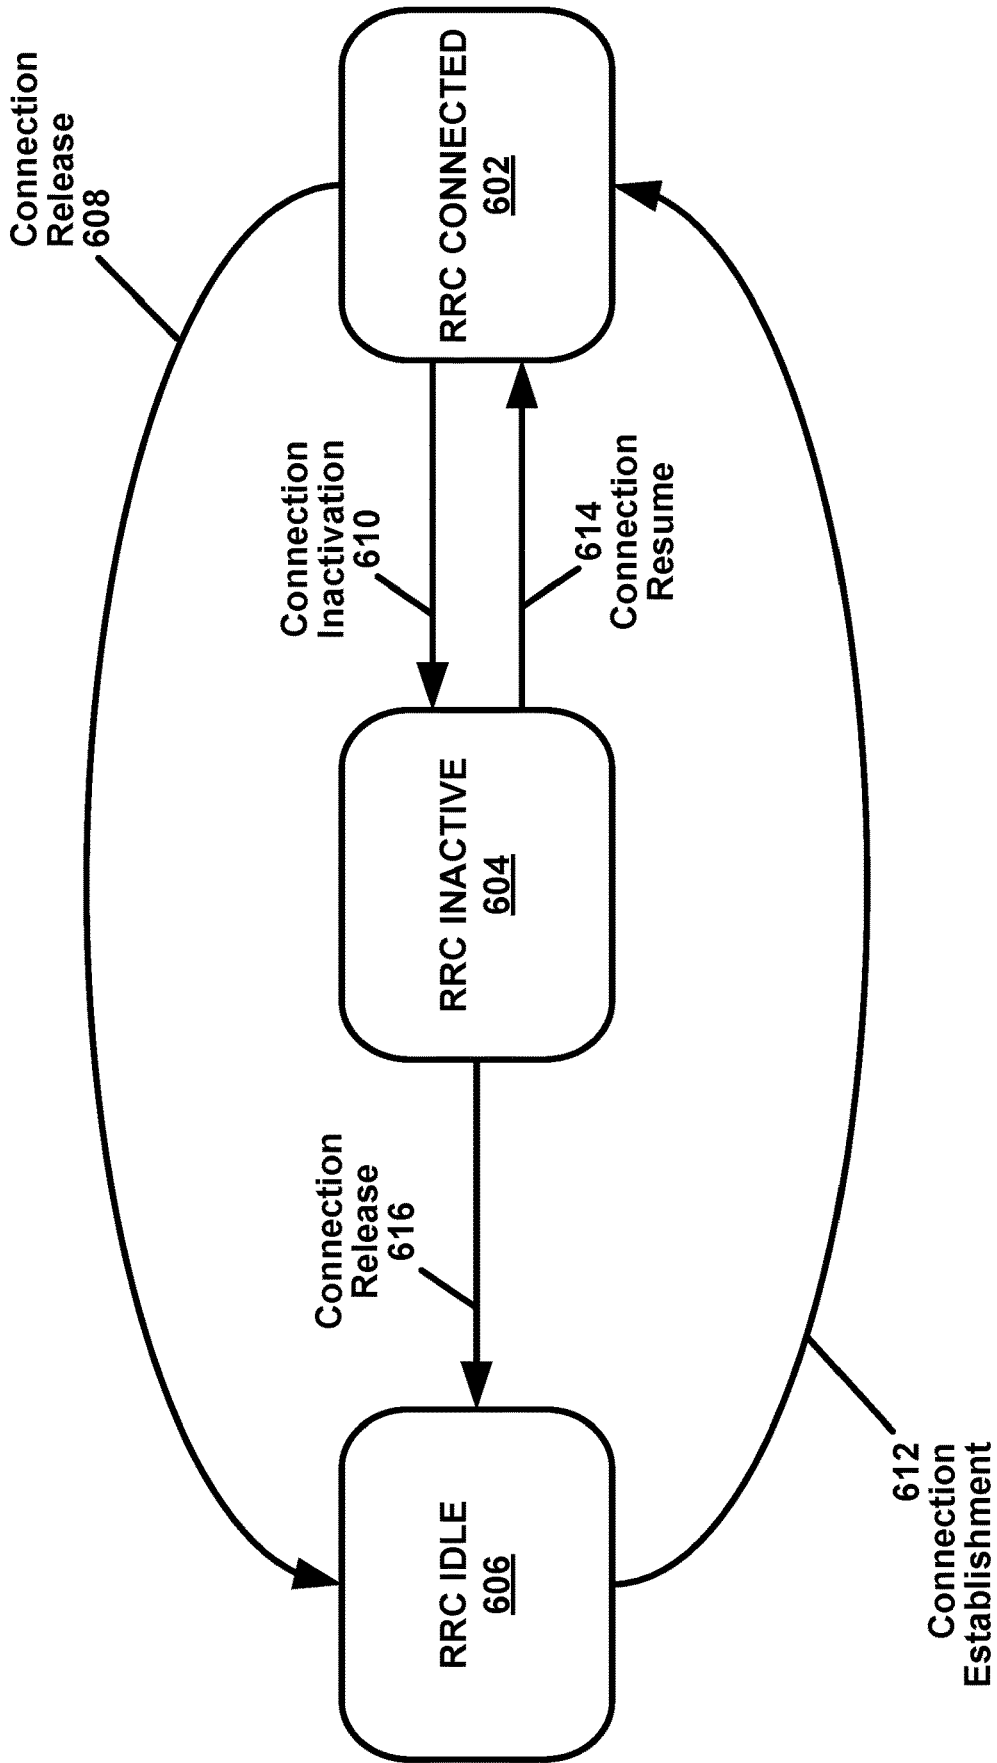 Connection
Release
608
RRC IDLE
606
Connection
Release
616
RRC INACTIVE
604
Connection
Inactivation
610
614
Connection
Resume
RRC CONNECTED
602
612
Connection
Establishment